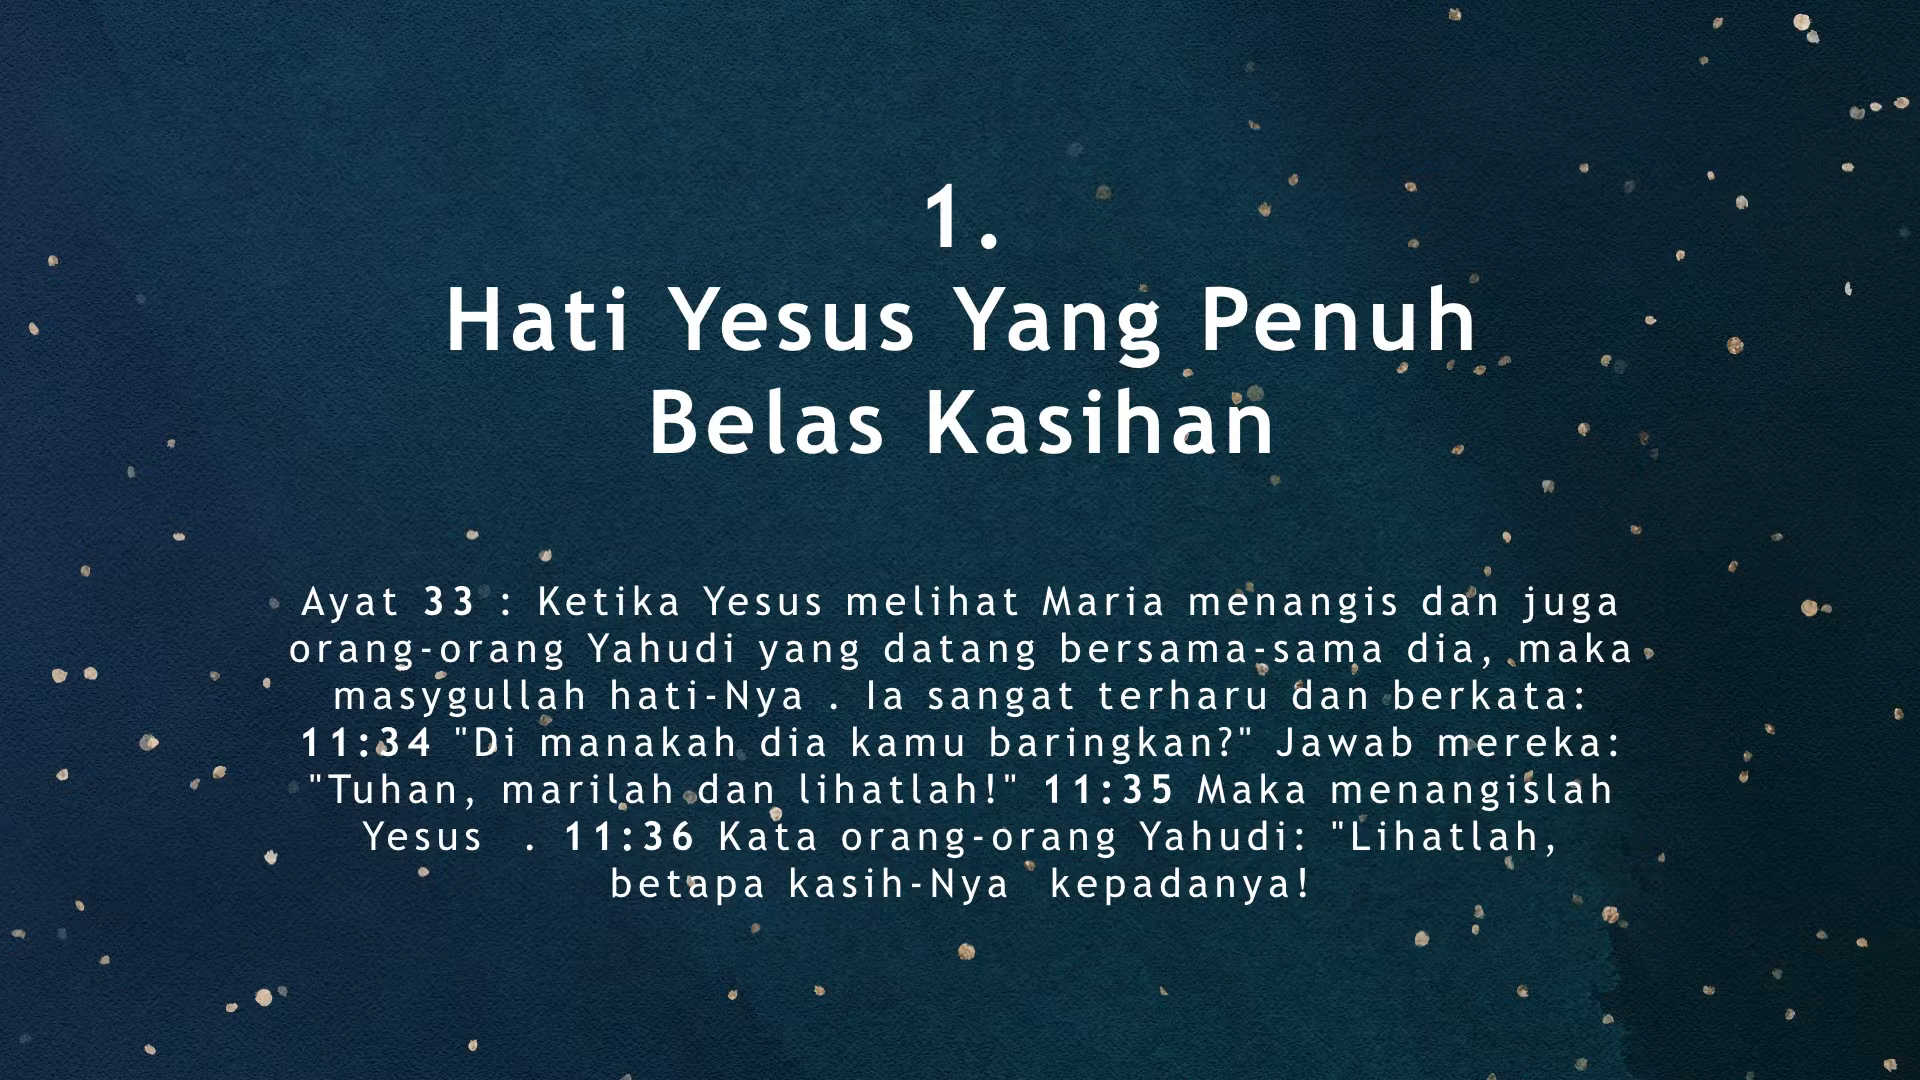 1.
Hati Yesus Yang Penuh
Belas Kasihan
Ayat 33 : Ketika Yesus melihat Maria menangis dan juga
orang-orang Yahudi yang datang bersama-sama dia, maka
masygullah hati-Nya . Ia sangat terharu dan berkata:
11:34 "Di manakah dia kamu baringkan?" Jawab mereka:
"Tuhan, marilah dan lihatlah!" 11:35 Maka menangislah
Yesus . 11:36 Kata orang-orang Yahudi: "Lihatlah,
betapa kasih-Nya kepadanya!